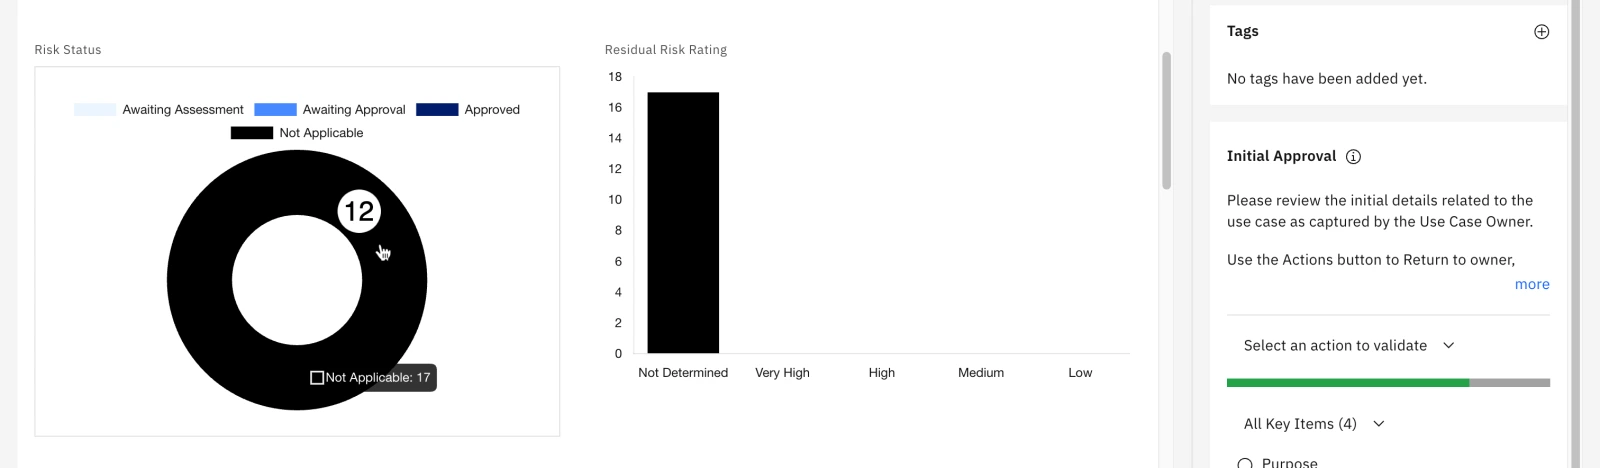 Risk Status
Awaiting Assessment Awaiting Approval Approved
Not Applicable
12
Not Applicable: 17
Residual Risk Rating
18
16
14
12
10
8
6
4
2
0
Not Determined Very High High Medium Low
Tags
No tags have been added yet.
Initial Approval
Please review the initial details related to the
use case as captured by the Use Case Owner.
Use the Actions button to Return to owner,
more
Select an action to validate
All Key Items (4)
Purpose